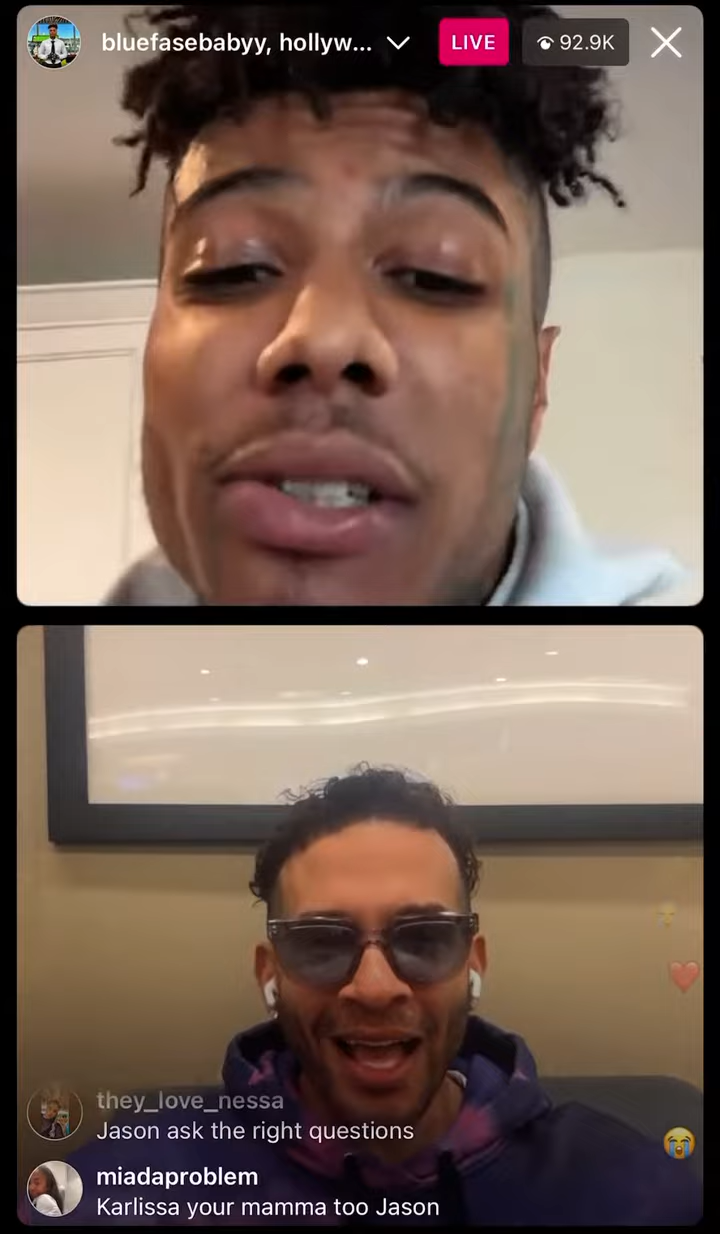 bluefasebabyy, hollyw...
LIVE
92.9K
they_love_nessa
Jason ask the right questions
miadaproblem
Karlissa your mamma too Jason